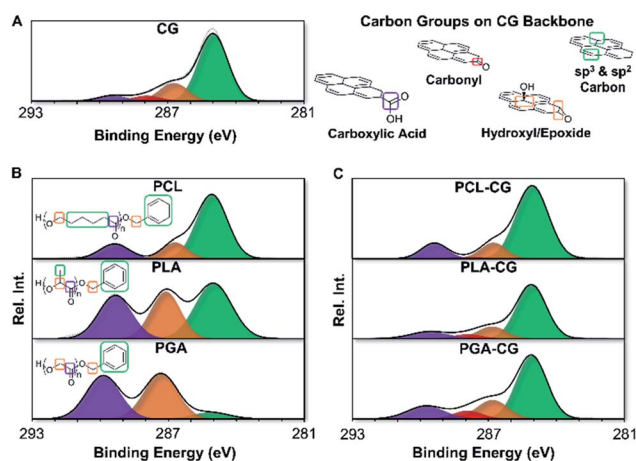 A
CG
293 287 281
Binding Energy (eV)
Carbon Groups on CG Backbone
O
Carbonyl
sp³ & sp²
Carbon
O
OH
Carboxylic Acid
OH
O
Hydroxyl/Epoxide
B
Rel. Int.
PCL
H O O n O
PLA
H O O n O
PGA
H O O n O
293 287 281
Binding Energy (eV)
C
Rel. Int.
PCL-CG
PLA-CG
PGA-CG
293 287 281
Binding Energy (eV)